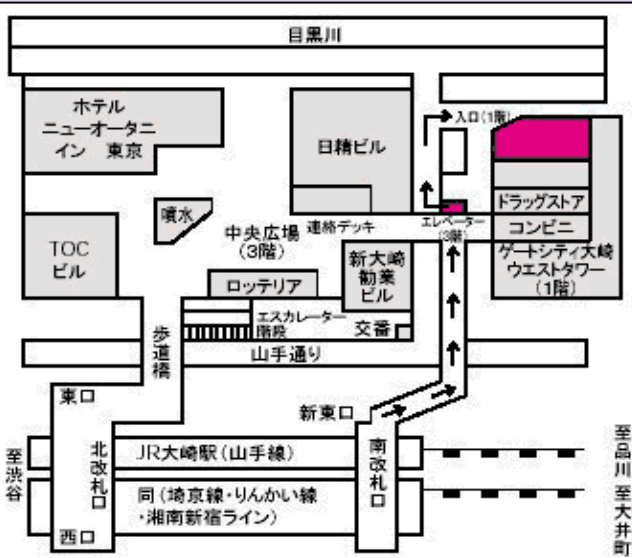 目黒川
ホテル
ニューオータニ
イン 東京
日精ビル
入口(1階)
ドラッグストア
コンビニ
ゲートシティ大崎
ウエストタワー
(1階)
エレベーター
(3階)
連絡デッキ
噴水
中央広場
(3階)
TOC
ビル
新大崎
勧業
ビル
ロッテリア
エスカレーター
階段
交番
歩道橋
山手通り
東口
新東口
北改札口
JR大崎駅(山手線)
南改札口
同(埼京線・りんかい線
・湘南新宿ライン)
西口
至渋谷
至品川
至大井町